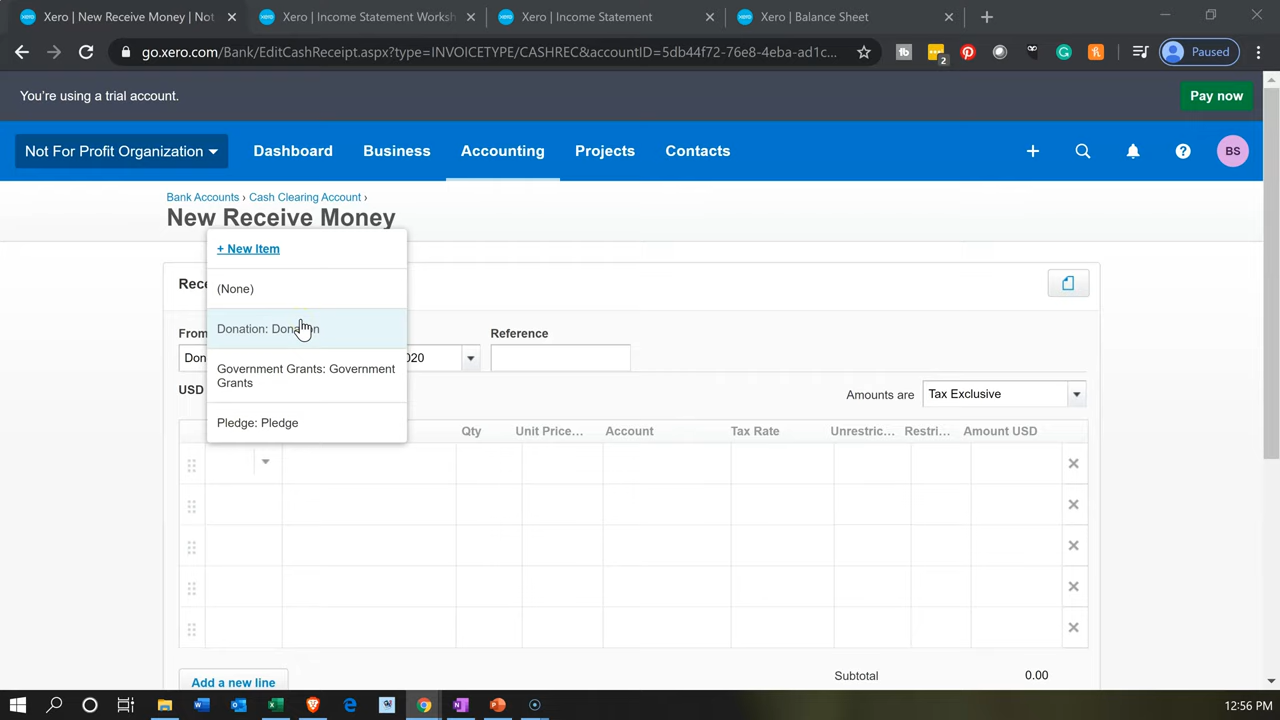 Xero | New Receive Money | Not
Xero | Income Statement Worksh
Xero | Income Statement
Xero | Balance Sheet
go.xero.com/Bank/EditCashReceipt.aspx?type=INVOICETYPE/CASHREC&accountID=5db44f72-76e8-4eba-ad1c...
2
Paused
You're using a trial account.
Pay now
Not For Profit Organization
Dashboard
Business
Accounting
Projects
Contacts
BS
Bank Accounts › Cash Clearing Account ›
New Receive Money
+ New Item
(None)
Donation: Donation
Government Grants: Government
Grants
Pledge: Pledge
Rece
From
Reference
Don
020
USD
Amounts are
Tax Exclusive
Qty
Unit Price...
Account
Tax Rate
Unrestric...
Restri...
Amount USD
Add a new line
Subtotal
0.00
12:56 PM